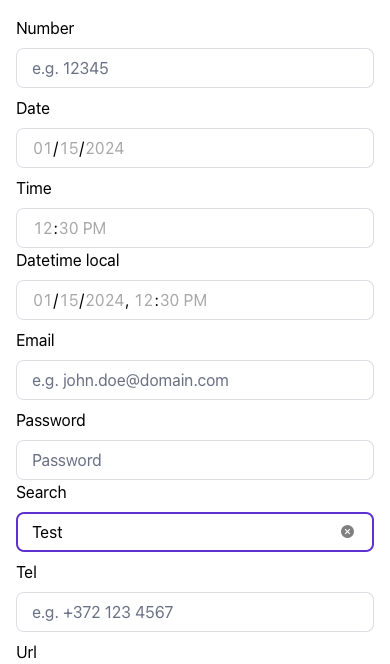 Number
e.g. 12345
Date
01/15/2024
Time
12:30 PM
Datetime local
01/15/2024, 12:30 PM
Email
e.g. john.doe@domain.com
Password
Password
Search
Test
Tel
e.g. +372 123 4567
Url